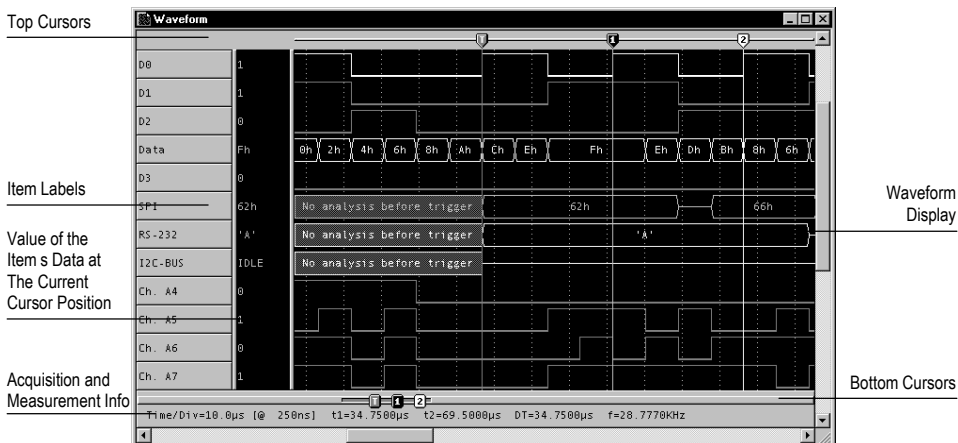 Waveform
Top Cursors
T 1 2
D0 1
D1 1
D2 0
Data Fh 0h 2h 4h 6h 8h Ah Ch Eh Fh Eh Dh Bh 8h 6h
D3 0
Item Labels
SPI 62h No analysis before trigger 62h 66h
Waveform
Display
RS-232 'A' No analysis before trigger 'A'
Value of the
Item s Data at
The Current
Cursor Position
I2C-BUS IDLE No analysis before trigger
Ch. A4 0
Ch. A5 1
Ch. A6 0
Ch. A7 1
Acquisition and
Measurement Info
Bottom Cursors
T 1 2
Time/Div=10.0µs [@ 250ns] t1=34.7500µs t2=69.5000µs DT=34.7500µs f=28.7770KHz